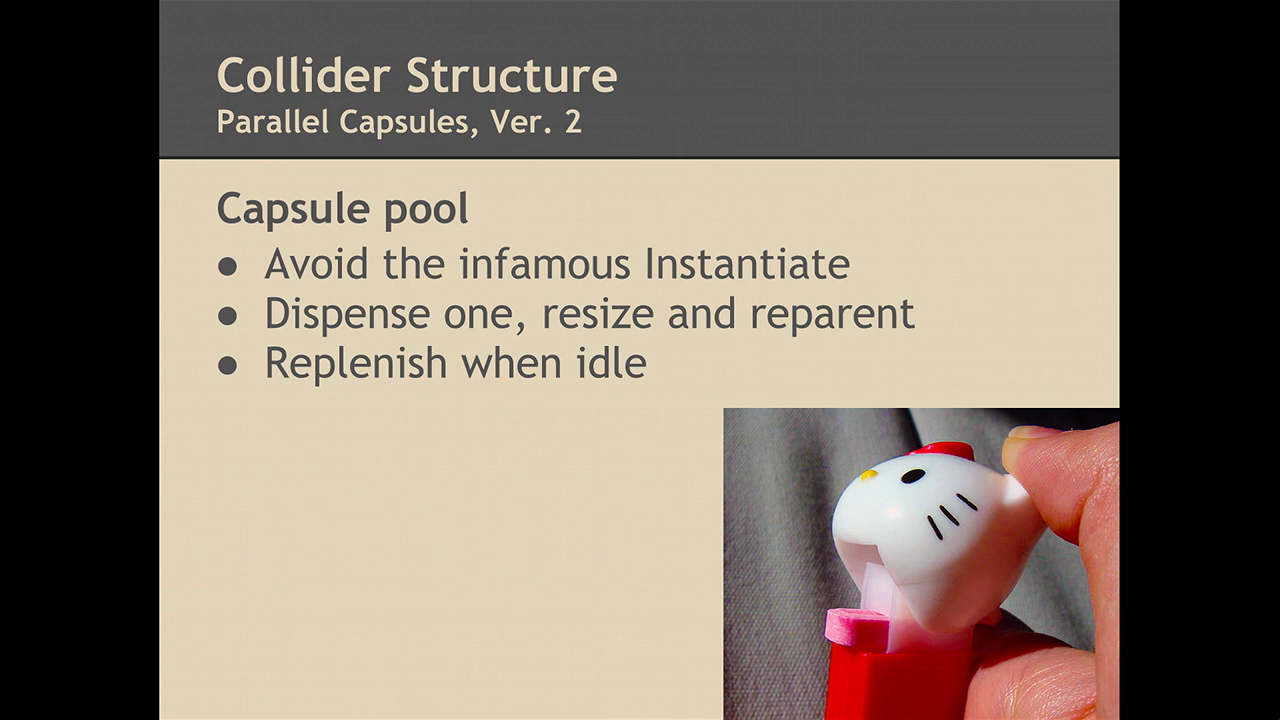 Collider Structure
Parallel Capsules, Ver. 2
Capsule pool
● Avoid the infamous Instantiate
● Dispense one, resize and reparent
● Replenish when idle